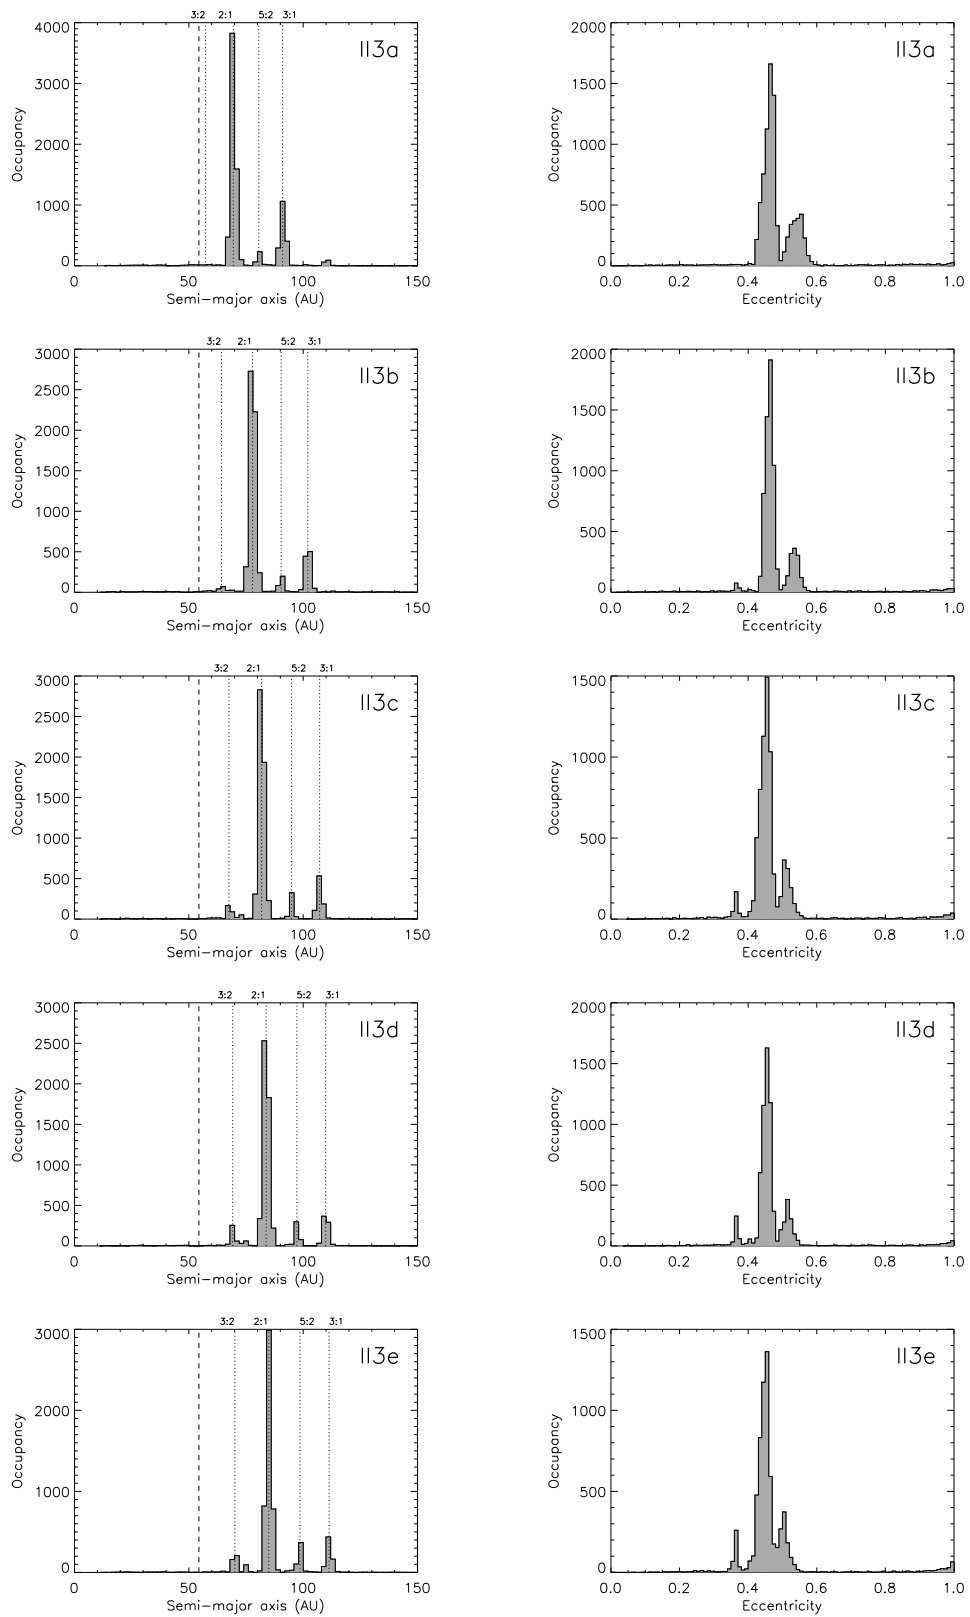 3:2 2:1 5:2 3:1
4000 3000 2000 1000 0
Occupancy
II3a
0 50 100 150
Semi-major axis (AU)
2000 1500 1000 500 0
Occupancy
II3a
0.0 0.2 0.4 0.6 0.8 1.0
Eccentricity
3:2 2:1 5:2 3:1
3000 2500 2000 1500 1000 500 0
Occupancy
II3b
0 50 100 150
Semi-major axis (AU)
2000 1500 1000 500 0
Occupancy
II3b
0.0 0.2 0.4 0.6 0.8 1.0
Eccentricity
3:2 2:1 5:2 3:1
3000 2500 2000 1500 1000 500 0
Occupancy
II3c
0 50 100 150
Semi-major axis (AU)
1500 1000 500 0
Occupancy
II3c
0.0 0.2 0.4 0.6 0.8 1.0
Eccentricity
3:2 2:1 5:2 3:1
3000 2500 2000 1500 1000 500 0
Occupancy
II3d
0 50 100 150
Semi-major axis (AU)
2000 1500 1000 500 0
Occupancy
II3d
0.0 0.2 0.4 0.6 0.8 1.0
Eccentricity
3:2 2:1 5:2 3:1
3000 2000 1000 0
Occupancy
II3e
0 50 100 150
Semi-major axis (AU)
1500 1000 500 0
Occupancy
II3e
0.0 0.2 0.4 0.6 0.8 1.0
Eccentricity